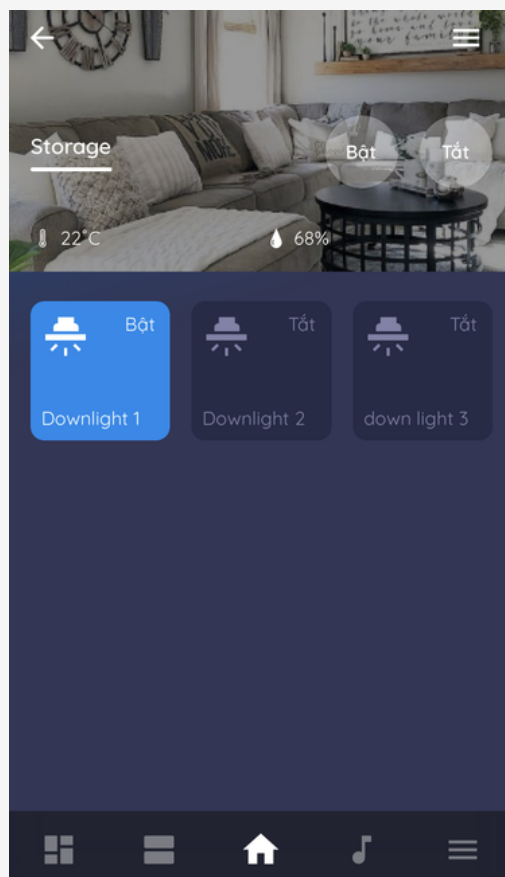 Storage
Bật
Tắt
22°C
68%
Bật
Tắt
Tắt
Downlight 1
Downlight 2
down light 3